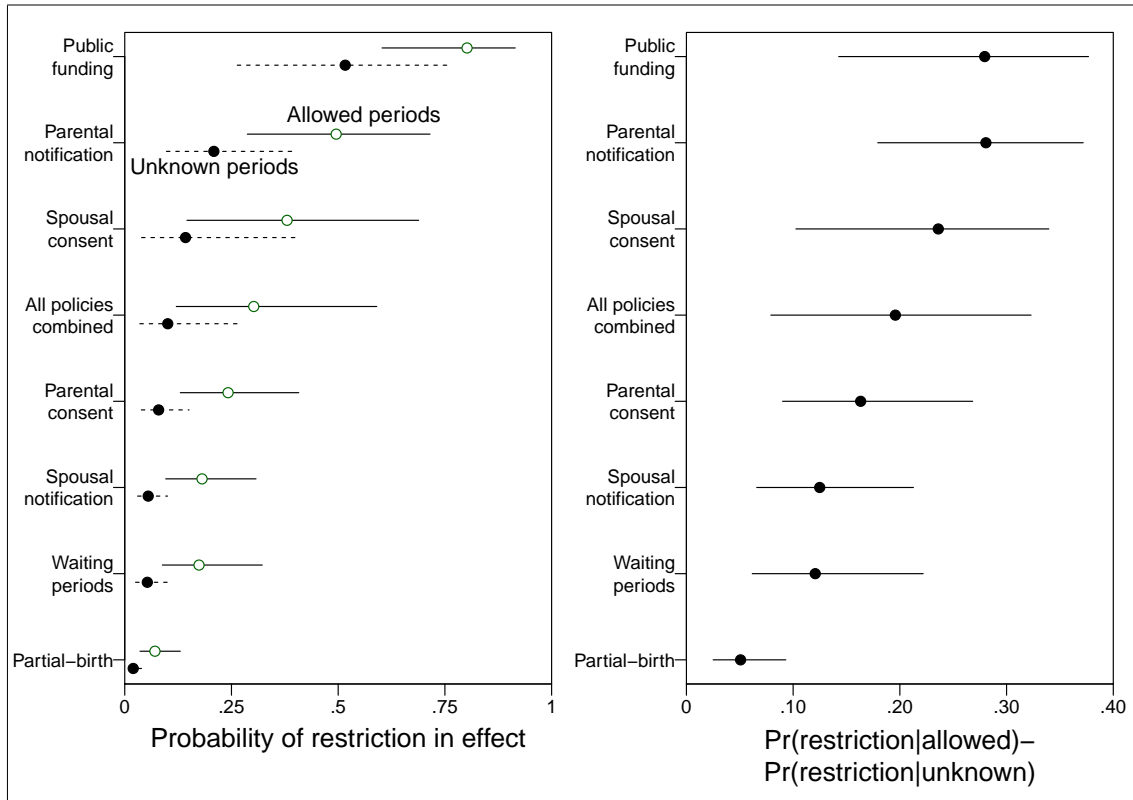 Public
funding
Parental
notification
Spousal
consent
All policies
combined
Parental
consent
Spousal
notification
Waiting
periods
Partial−birth
Allowed periods
Unknown periods
0
.25
.5
.75
1
Probability of restriction in effect
Public
funding
Parental
notification
Spousal
consent
All policies
combined
Parental
consent
Spousal
notification
Waiting
periods
Partial−birth
0
.10
.20
.30
.40
Pr(restriction|allowed)−
Pr(restriction|unknown)